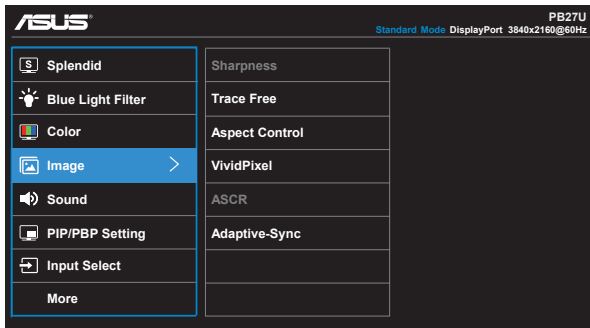 ASUS
PB27U
Standard Mode DisplayPort 3840x2160@60Hz
S Splendid
Blue Light Filter
Color
Image
Sound
PIP/PBP Setting
Input Select
More
Sharpness
Trace Free
Aspect Control
VividPixel
ASCR
Adaptive-Sync